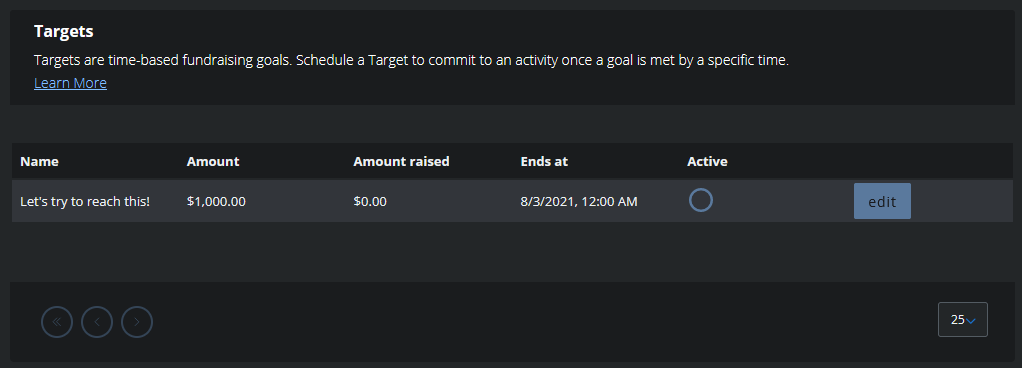 Targets
Targets are time-based fundraising goals. Schedule a Target to commit to an activity once a goal is met by a specific time.
Learn More
Name Amount Amount raised Ends at Active
Let's try to reach this! $1,000.00 $0.00 8/3/2021, 12:00 AM edit
25